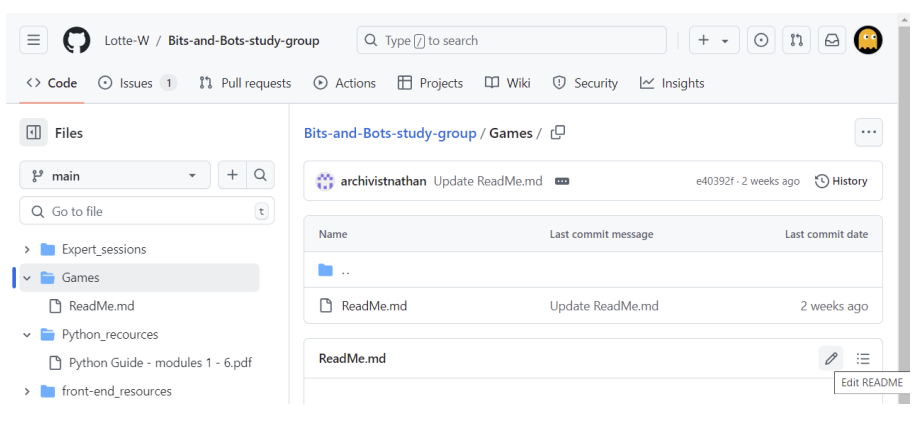 Lotte-W / Bits-and-Bots-study-group
Type / to search
Code
Issues 1
Pull requests
Actions
Projects
Wiki
Security
Insights
Files
main
Go to file
t
Expert_sessions
Games
ReadMe.md
Python_recources
Python Guide - modules 1 - 6.pdf
front-end_resources
Bits-and-Bots-study-group / Games /
archivistnathan Update ReadMe.md
e40392f · 2 weeks ago
History
Name Last commit message Last commit date
..
ReadMe.md Update ReadMe.md 2 weeks ago
ReadMe.md
Edit README